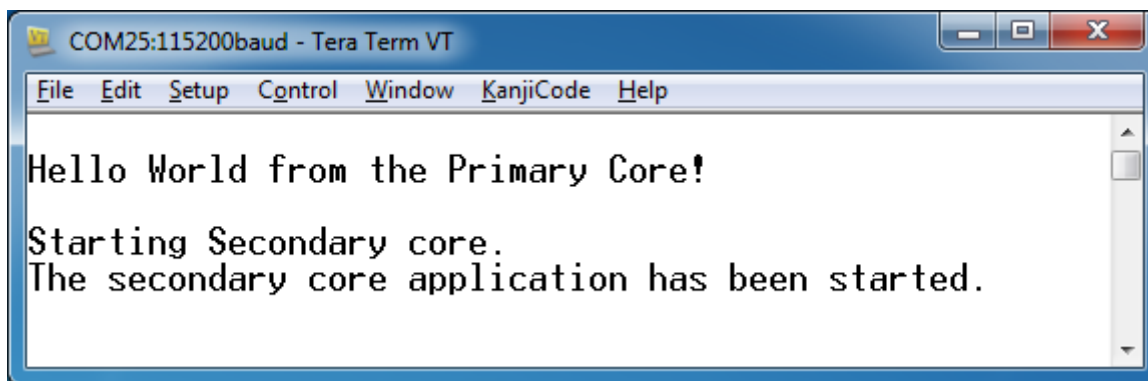 COM25:115200baud - Tera Term VT
File Edit Setup Control Window KanjiCode Help
Hello World from the Primary Core!
Starting Secondary core.
The secondary core application has been started.